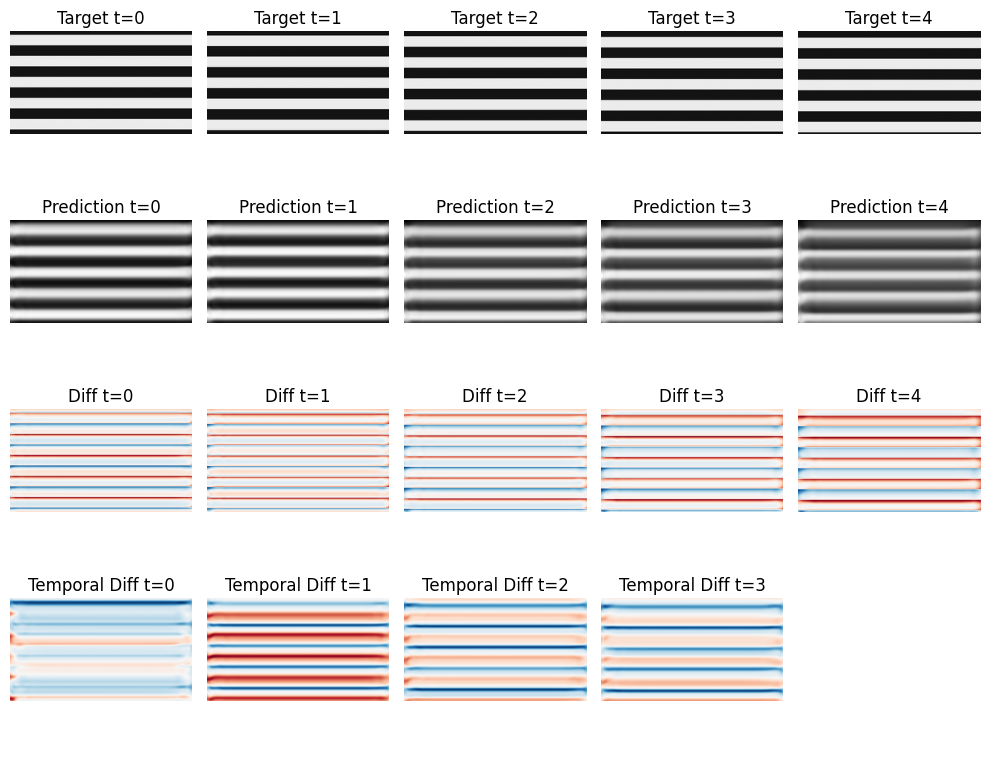 Target t=0
Target t=1
Target t=2
Target t=3
Target t=4
Prediction t=0
Prediction t=1
Prediction t=2
Prediction t=3
Prediction t=4
Diff t=0
Diff t=1
Diff t=2
Diff t=3
Diff t=4
Temporal Diff t=0
Temporal Diff t=1
Temporal Diff t=2
Temporal Diff t=3